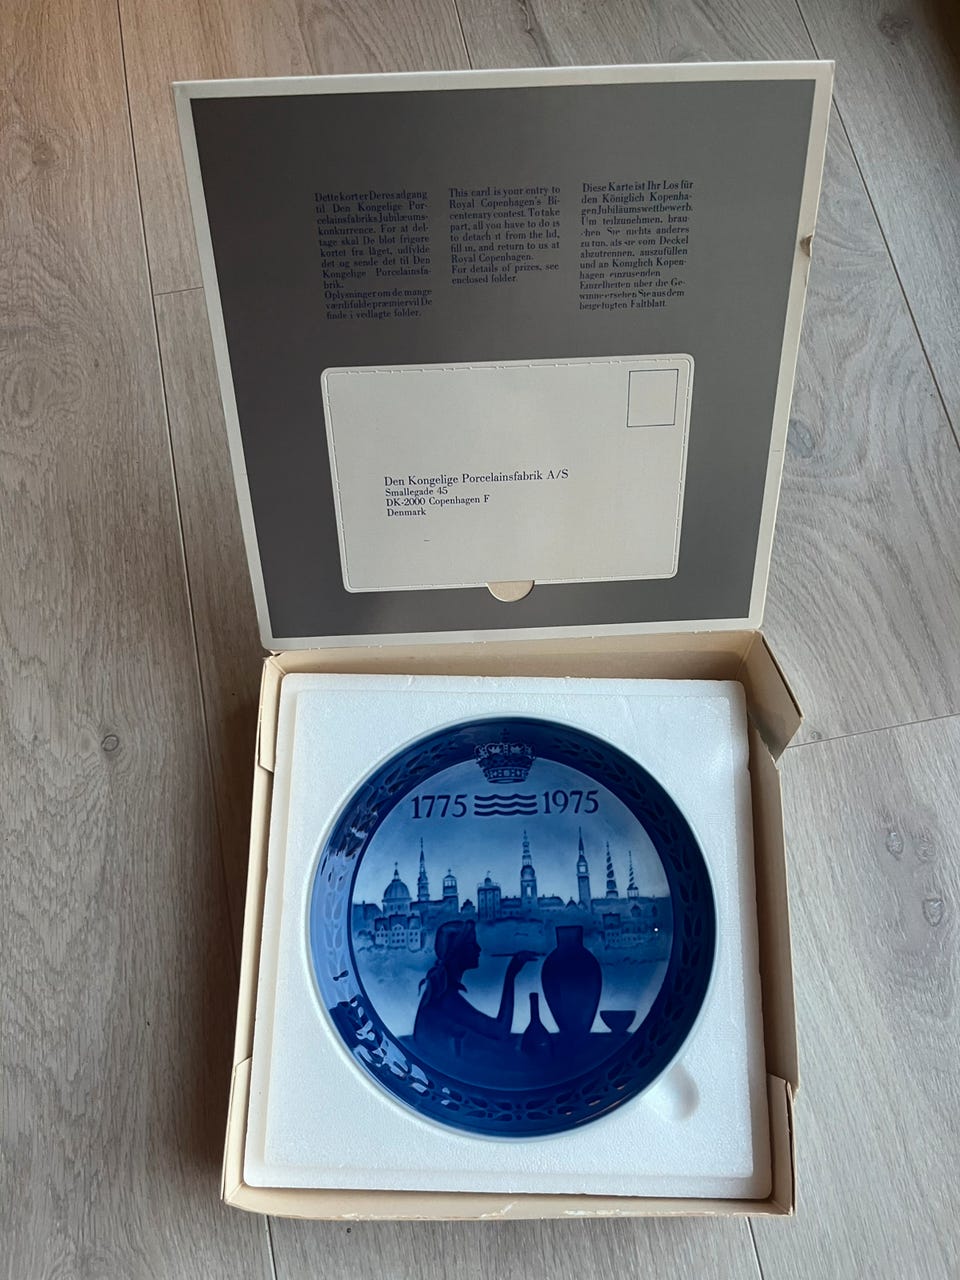 Dette kort er Deres adgang
til Den Kongelige Por-
celainsfabriks Jubilæums-
konkurrence. For at del-
tage skal De blot frigøre
kortet fra låget, udfylde
det og sende det til Den
Kongelige Porcelainsfa-
brik.
Oplysninger om de mange
værdifulde præmier vil De
finde i vedlagte folder.
This card is your entry to
Royal Copenhagen's Bi-
centenary contest. To take
part, all you have to do is
to detach it from the lid,
fill in, and return to us at
Royal Copenhagen.
For details of prizes, see
enclosed folder.
Diese Karte ist Ihr Los für
den Königlich Kopenha-
gen Jubiläumswettbewerb.
Um teilzunehmen, brau-
chen Sie nichts anderes
zu tun, als sie vom Deckel
abzutrennen, auszufüllen
und an Königlich Kopen-
hagen einzusenden
Einzelheiten über die Ge-
winne ersehen Sie aus dem
beigefügten Faltblatt.
Den Kongelige Porcelainsfabrik A/S
Smallegade 45
DK-2000 Copenhagen F
Denmark
1775 1975